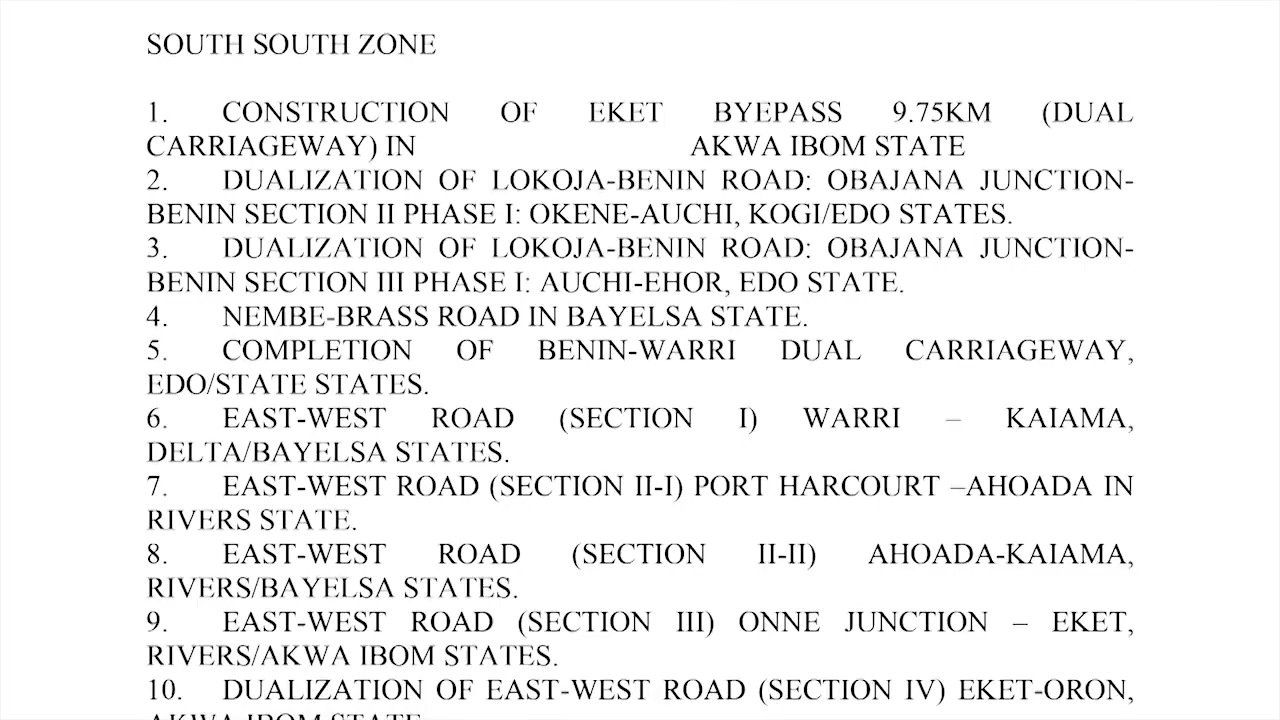 SOUTH SOUTH ZONE
1. CONSTRUCTION OF EKET BYEPASS 9.75KM (DUAL
CARRIAGEWAY) IN AKWA IBOM STATE
2. DUALIZATION OF LOKOJA-BENIN ROAD: OBAJANA JUNCTION-
BENIN SECTION II PHASE I: OKENE-AUCHI, KOGI/EDO STATES.
3. DUALIZATION OF LOKOJA-BENIN ROAD: OBAJANA JUNCTION-
BENIN SECTION III PHASE I: AUCHI-EHOR, EDO STATE.
4. NEMBE-BRASS ROAD IN BAYELSA STATE.
5. COMPLETION OF BENIN-WARRI DUAL CARRIAGEWAY,
EDO/STATE STATES.
6. EAST-WEST ROAD (SECTION I) WARRI – KAIAMA,
DELTA/BAYELSA STATES.
7. EAST-WEST ROAD (SECTION II-I) PORT HARCOURT –AHOADA IN
RIVERS STATE.
8. EAST-WEST ROAD (SECTION II-II) AHOADA-KAIAMA,
RIVERS/BAYELSA STATES.
9. EAST-WEST ROAD (SECTION III) ONNE JUNCTION – EKET,
RIVERS/AKWA IBOM STATES.
10. DUALIZATION OF EAST-WEST ROAD (SECTION IV) EKET-ORON,
AKWA IBOM STATE